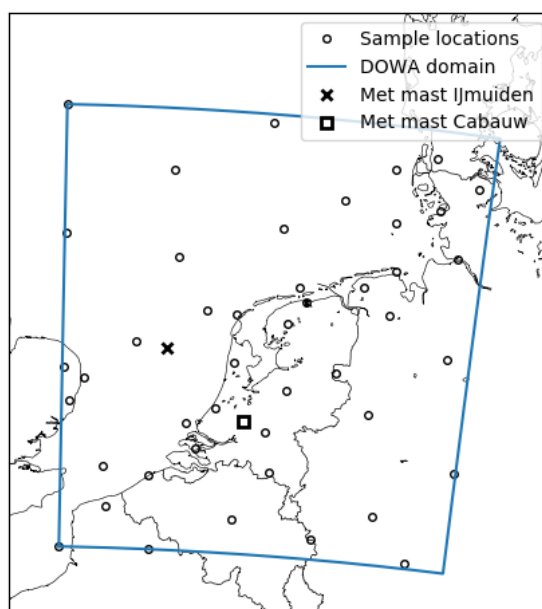 Sample locations
DOWA domain
Met mast IJmuiden
Met mast Cabauw